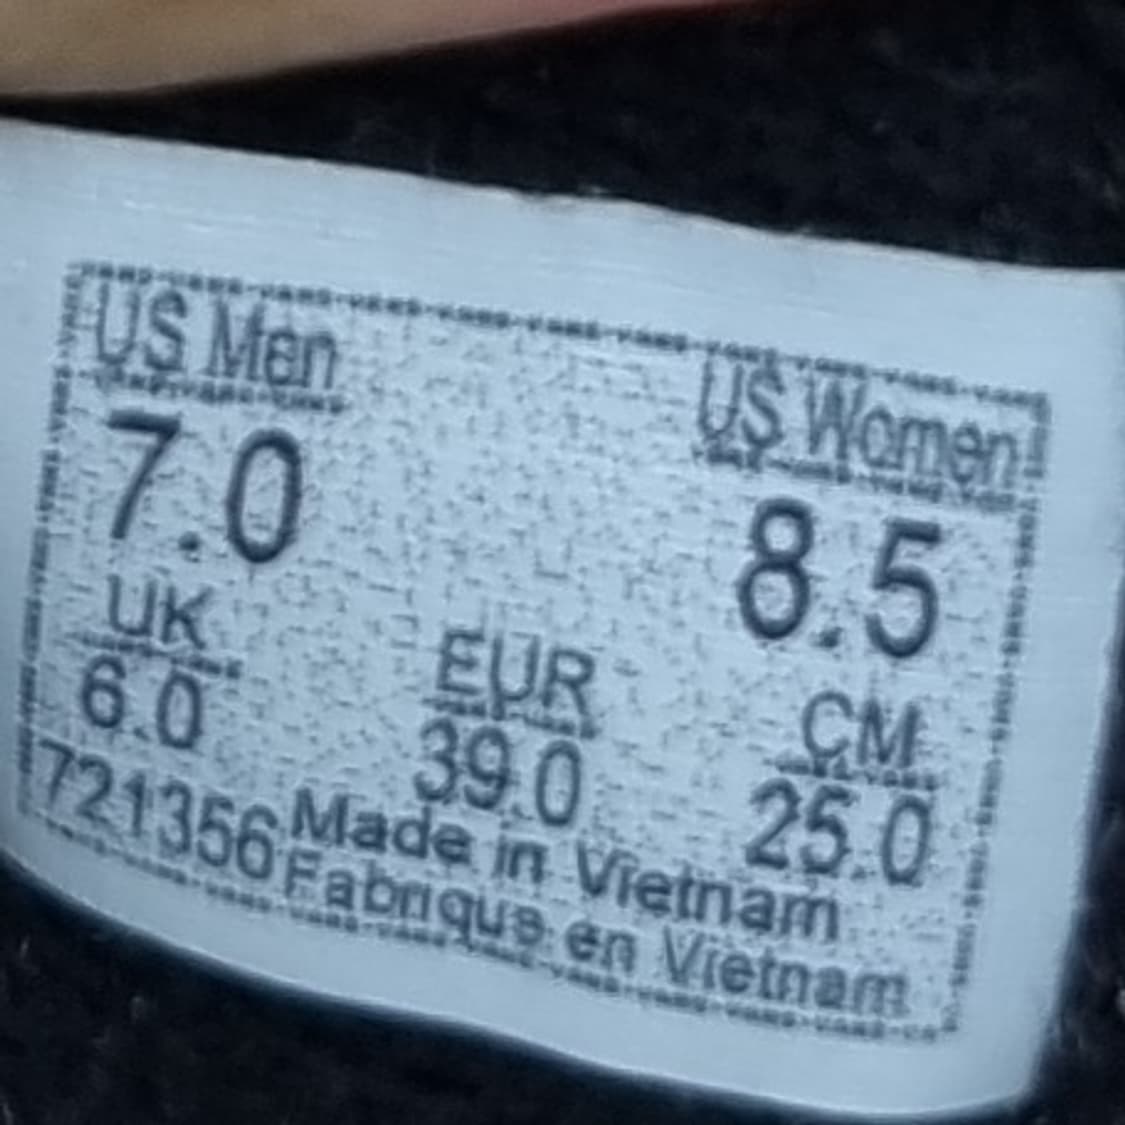 US Men US Women
7.0 8.5
UK EUR CM
6.0 39.0 25.0
721356 Made in Vietnam
Fabrique en Vietnam